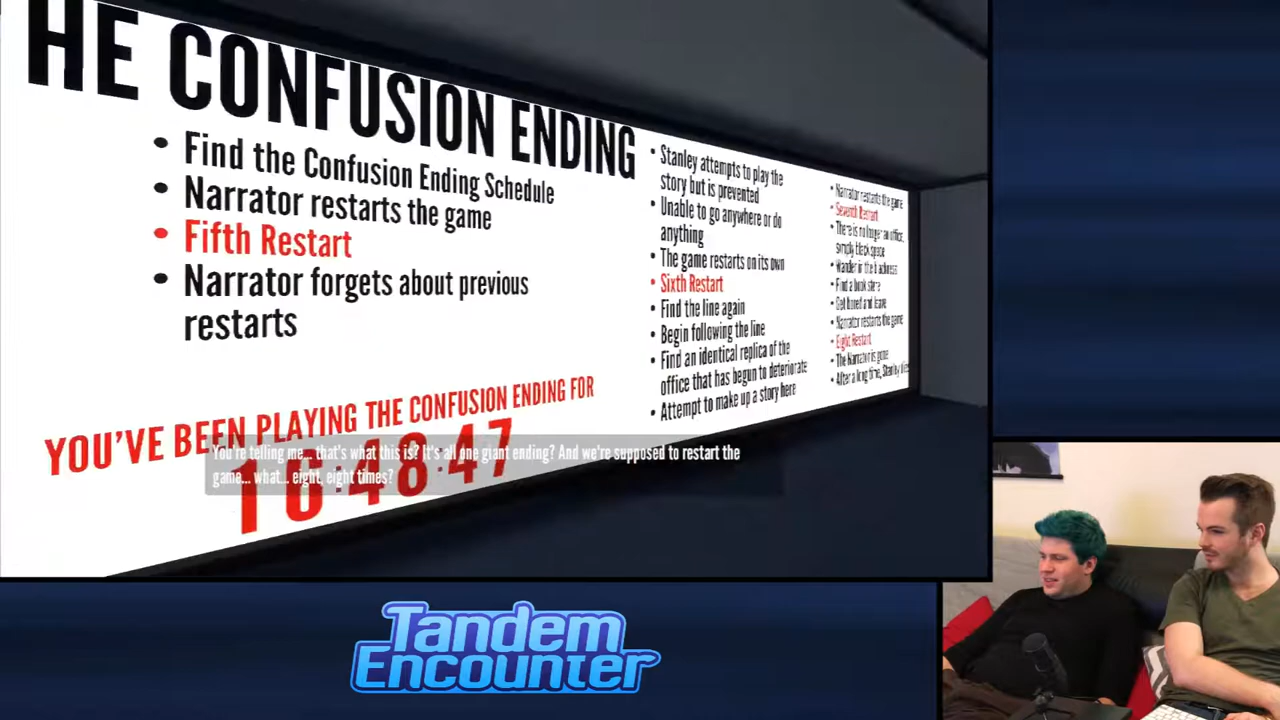 HE CONFUSION ENDING
• Find the Confusion Ending Schedule
• Narrator restarts the game
• Fifth Restart
• Narrator forgets about previous
restarts
YOU'VE BEEN PLAYING THE CONFUSION ENDING FOR
16:48:47
• Stanley attempts to play the
story but is prevented
• Unable to go anywhere or do
anything
• The game restarts on its own
• Sixth Restart
• Find the line again
• Begin following the line
• Find an identical replica of the
office that has begun to deteriorate
• Attempt to make up a story here
• Narrator restarts the game
• Seventh Restart
• There is no longer an office,
simply black space
• Wander in the blackness
• Find a book store
• Get bored and leave
• Narrator restarts the game
• Eight Restart
• The Narrator is gone
• After a long time, Stanley dies
You're telling me... that's what this is? It's all one giant ending? And we're supposed to restart the
game... what... eight, eight times?
Tandem
Encounter